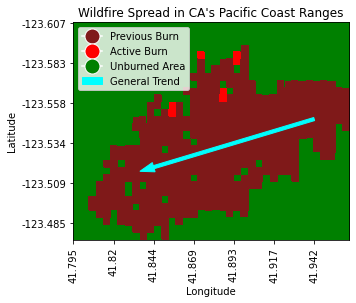 Wildfire Spread in CA's Pacific Coast Ranges
Previous Burn
Active Burn
Unburned Area
General Trend
Latitude
-123.607
-123.583
-123.558
-123.534
-123.509
-123.485
41.795
41.82
41.844
41.869
41.893
41.917
41.942
Longitude